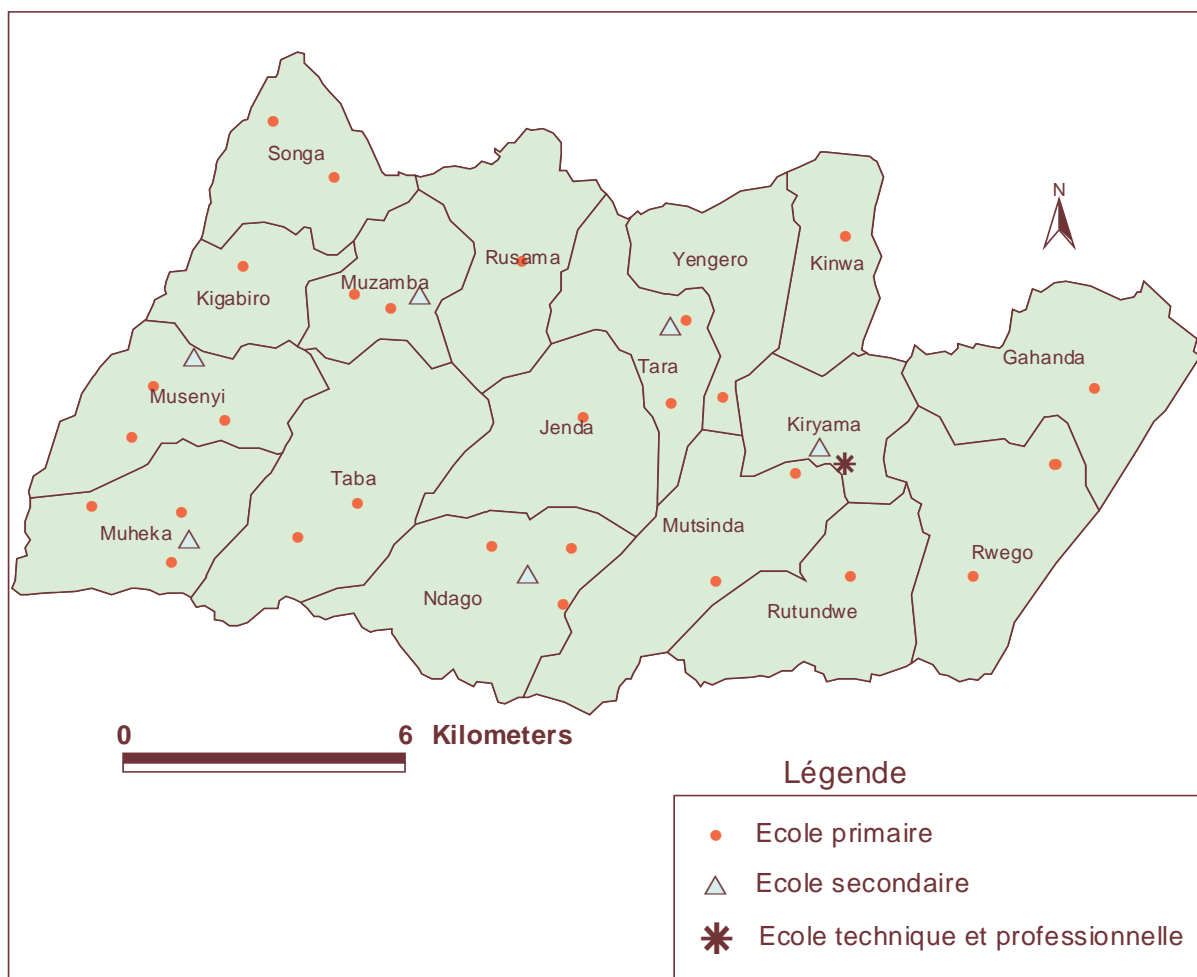 Songa
N
Rusama
Yengero
Kinwa
Kigabiro
Muzamba
Gahanda
Tara
Musenyi
Jenda
Kiryama
Taba
Muheka
Mutsinda
Rwego
Ndago
Rutundwe
0 6 Kilometers
Légende
Ecole primaire
Ecole secondaire
Ecole technique et professionnelle